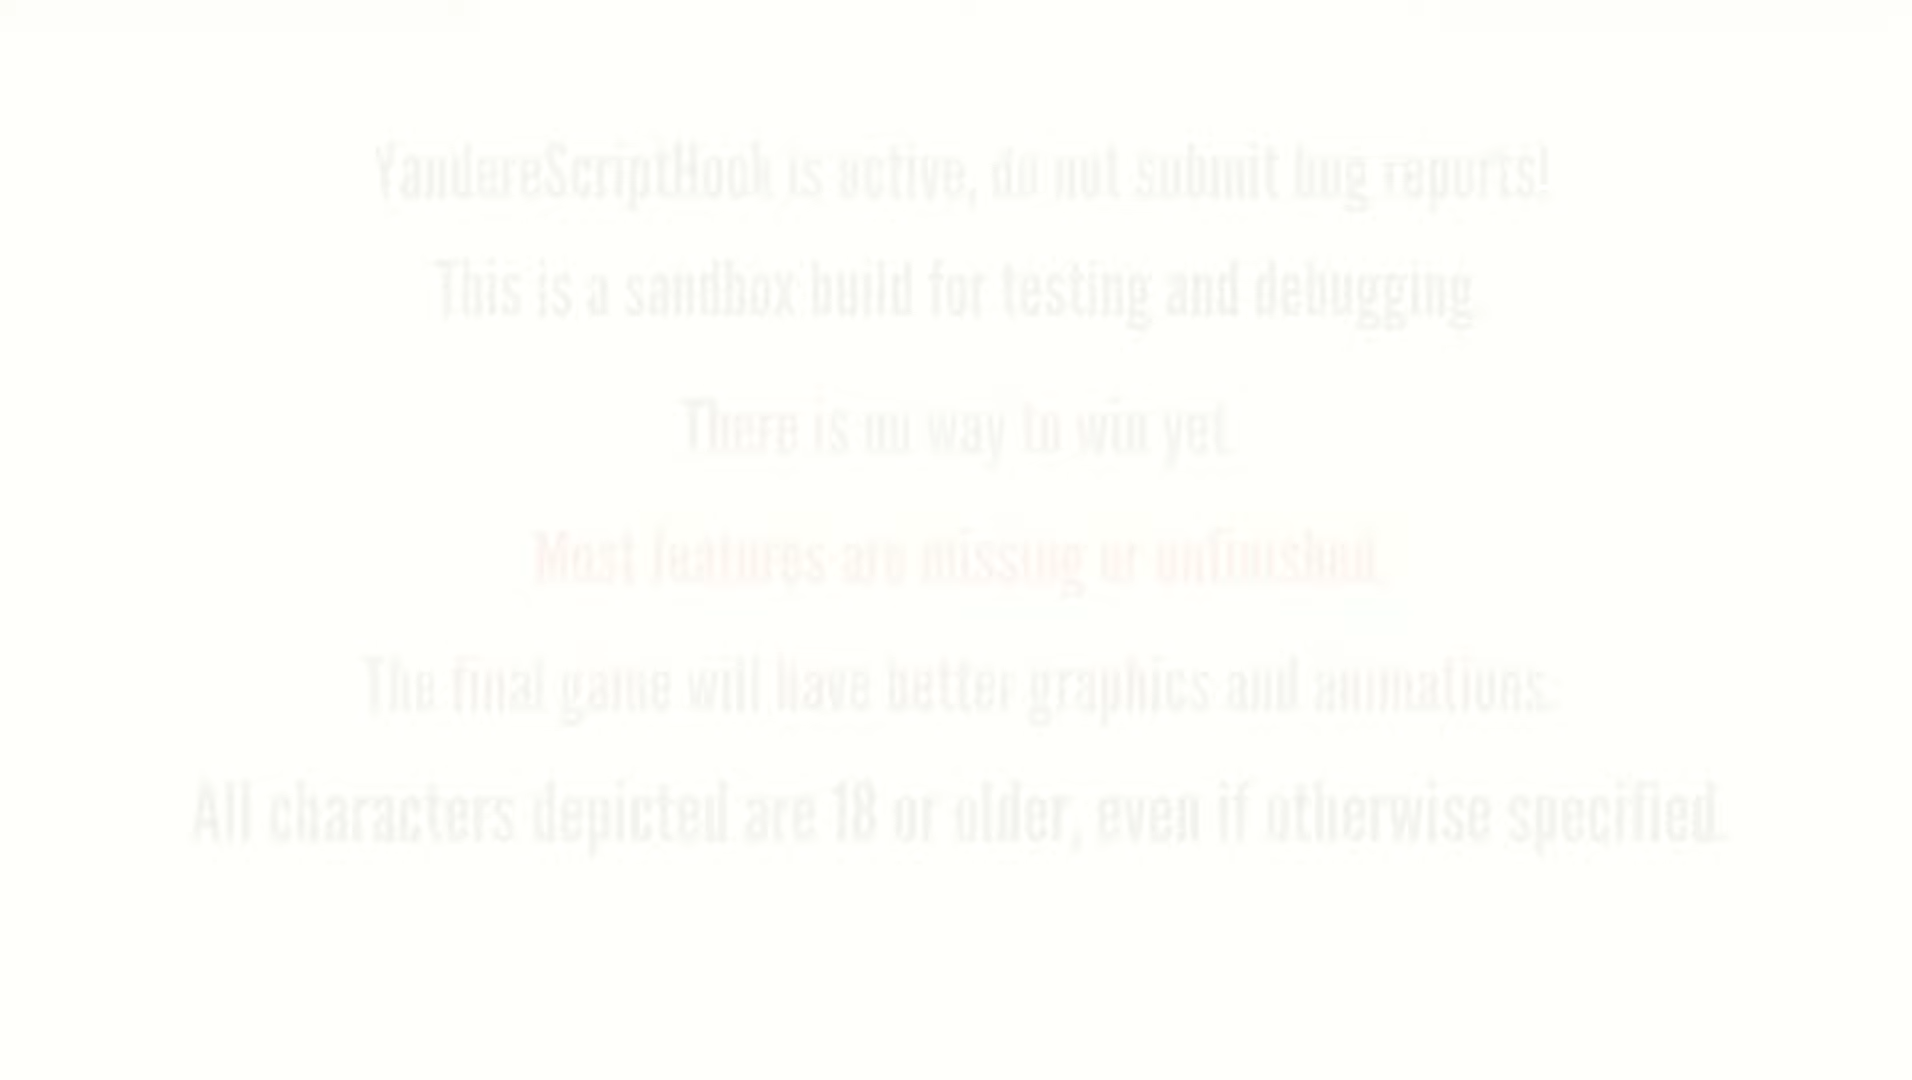 YandereScriptHook is active, do not submit bug reports!
This is a sandbox build for testing and debugging.
There is no way to win yet.
Most features are missing or unfinished.
The final game will have better graphics and animations.
All characters depicted are 18 or older, even if otherwise specified.